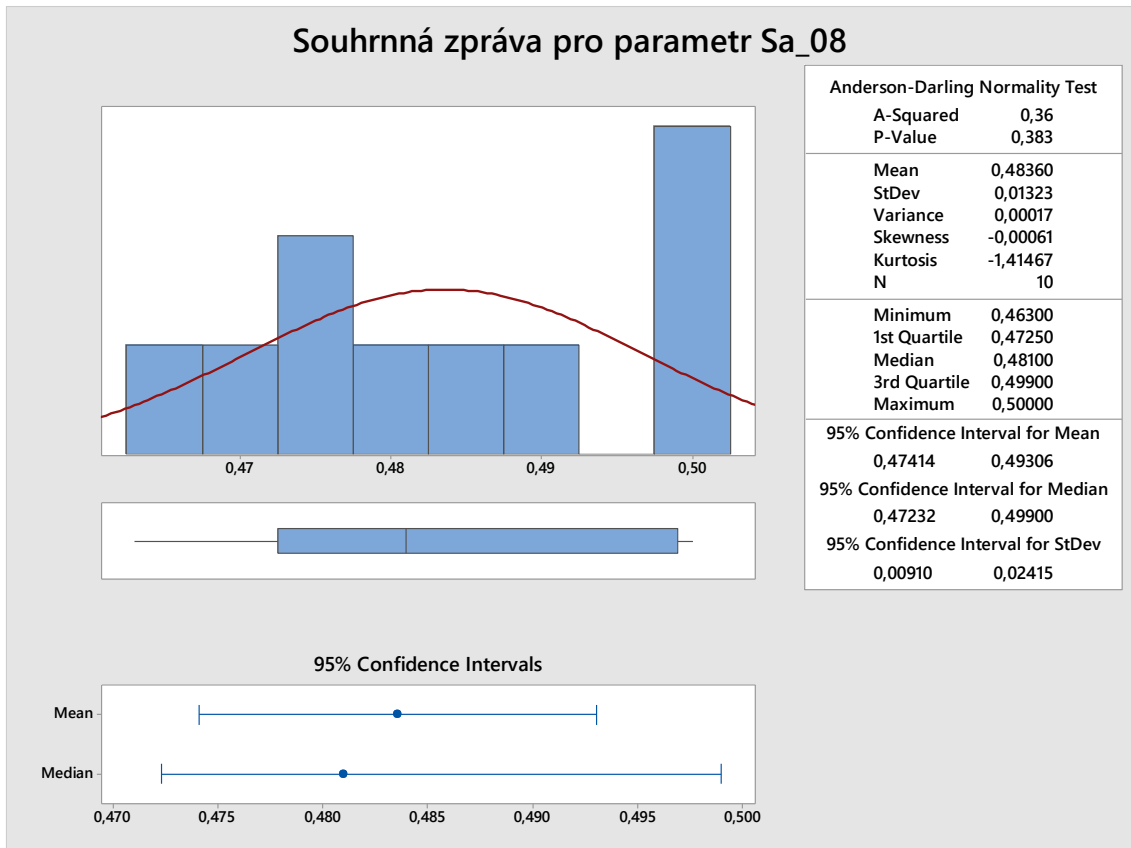 Souhrnná zpráva pro parametr Sa_08
0,47 0,48 0,49 0,50
95% Confidence Intervals
Mean
Median
0,470 0,475 0,480 0,485 0,490 0,495 0,500
Anderson-Darling Normality Test
A-Squared 0,36
P-Value 0,383
Mean 0,48360
StDev 0,01323
Variance 0,00017
Skewness -0,00061
Kurtosis -1,41467
N 10
Minimum 0,46300
1st Quartile 0,47250
Median 0,48100
3rd Quartile 0,49900
Maximum 0,50000
95% Confidence Interval for Mean
0,47414 0,49306
95% Confidence Interval for Median
0,47232 0,49900
95% Confidence Interval for StDev
0,00910 0,02415